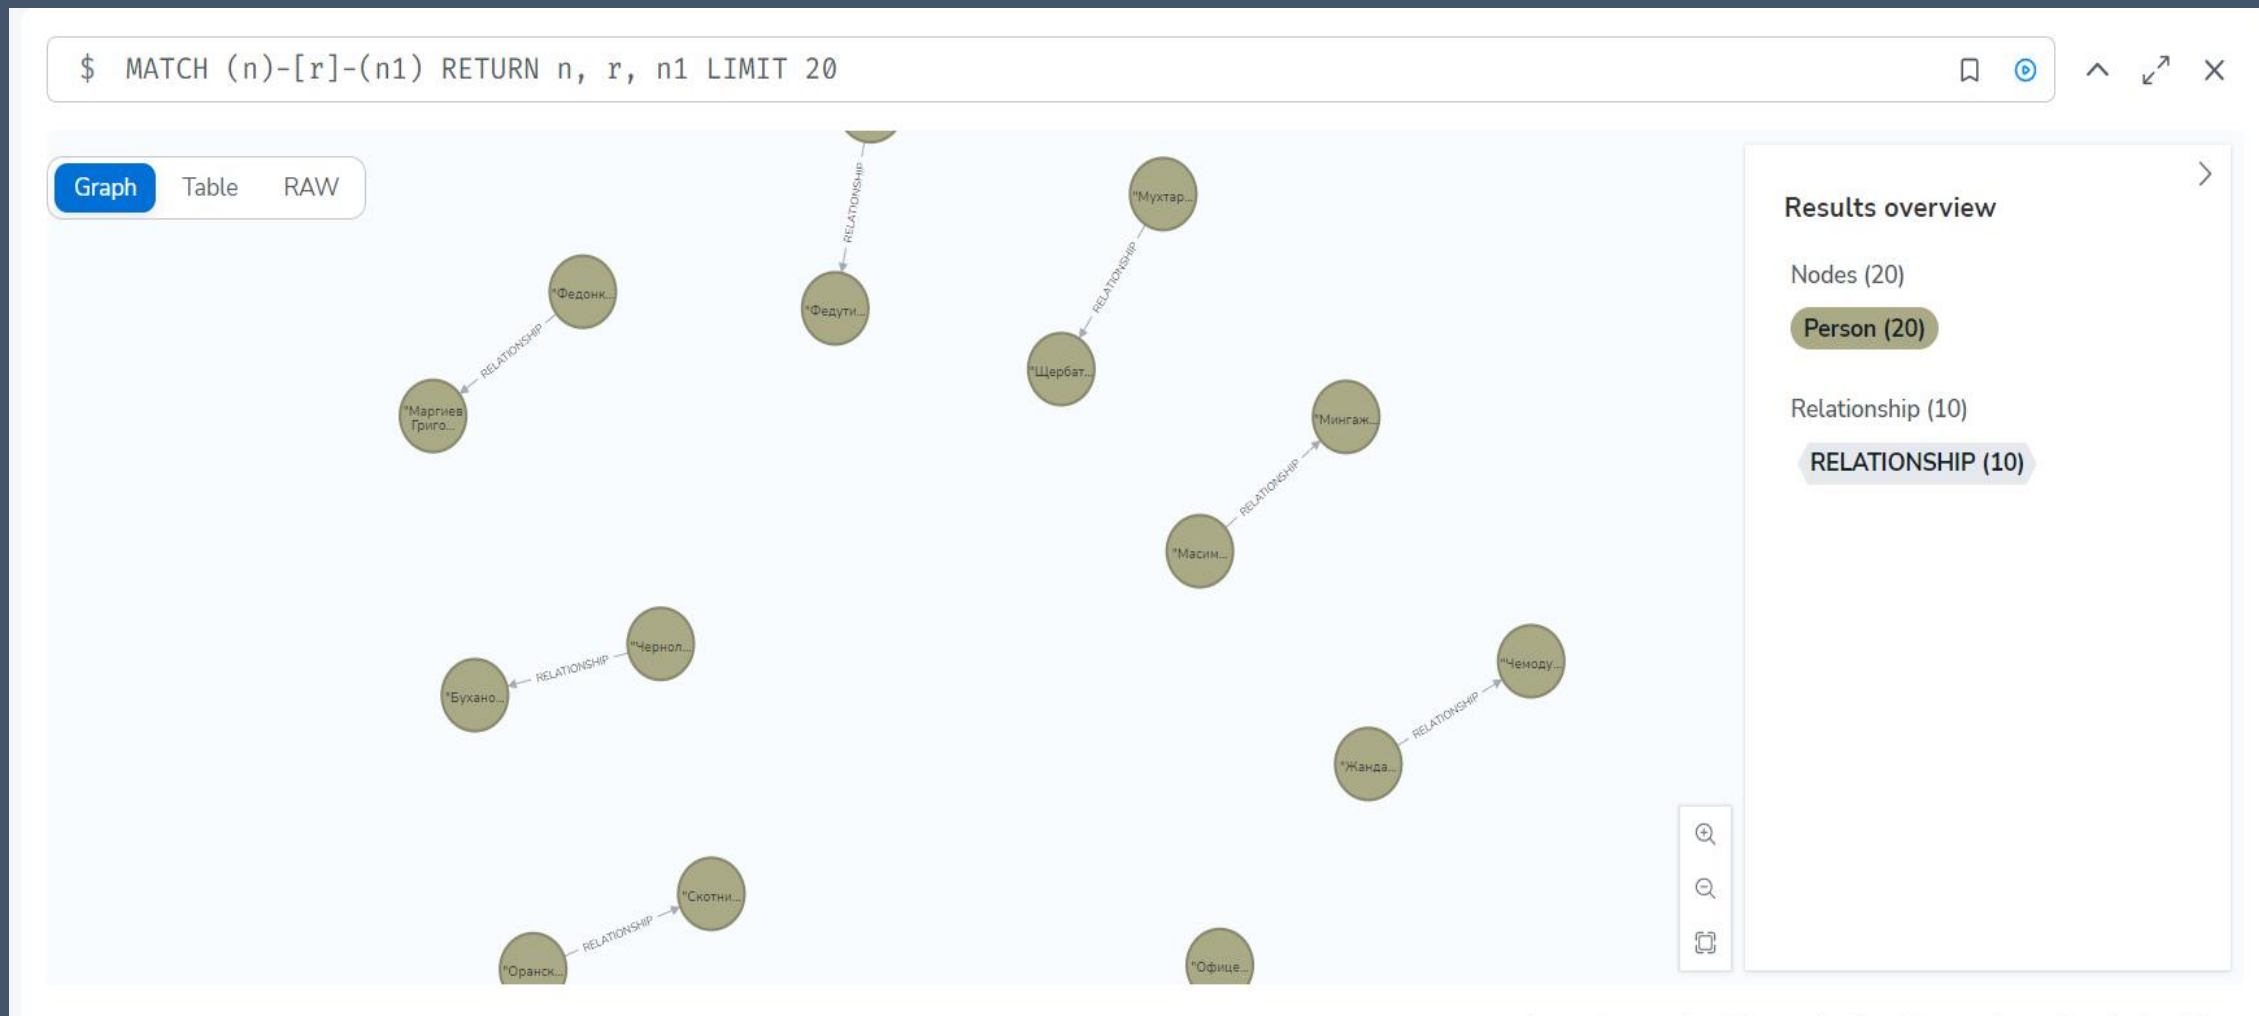 $ MATCH (n)-[r]-(n1) RETURN n, r, n1 LIMIT 20
Graph Table RAW
Results overview
Nodes (20)
Person (20)
Relationship (10)
RELATIONSHIP (10)
RELATIONSHIP
"Мухтар...
"Федонк...
"Федути...
RELATIONSHIP
RELATIONSHIP
"Щербат...
"Маргиев
Григо...
"Мингаж...
RELATIONSHIP
"Масим...
"Чернол...
RELATIONSHIP
"Бухано...
"Чемоду...
RELATIONSHIP
"Жанда...
"Скотни...
RELATIONSHIP
"Оранск...
"Офице...